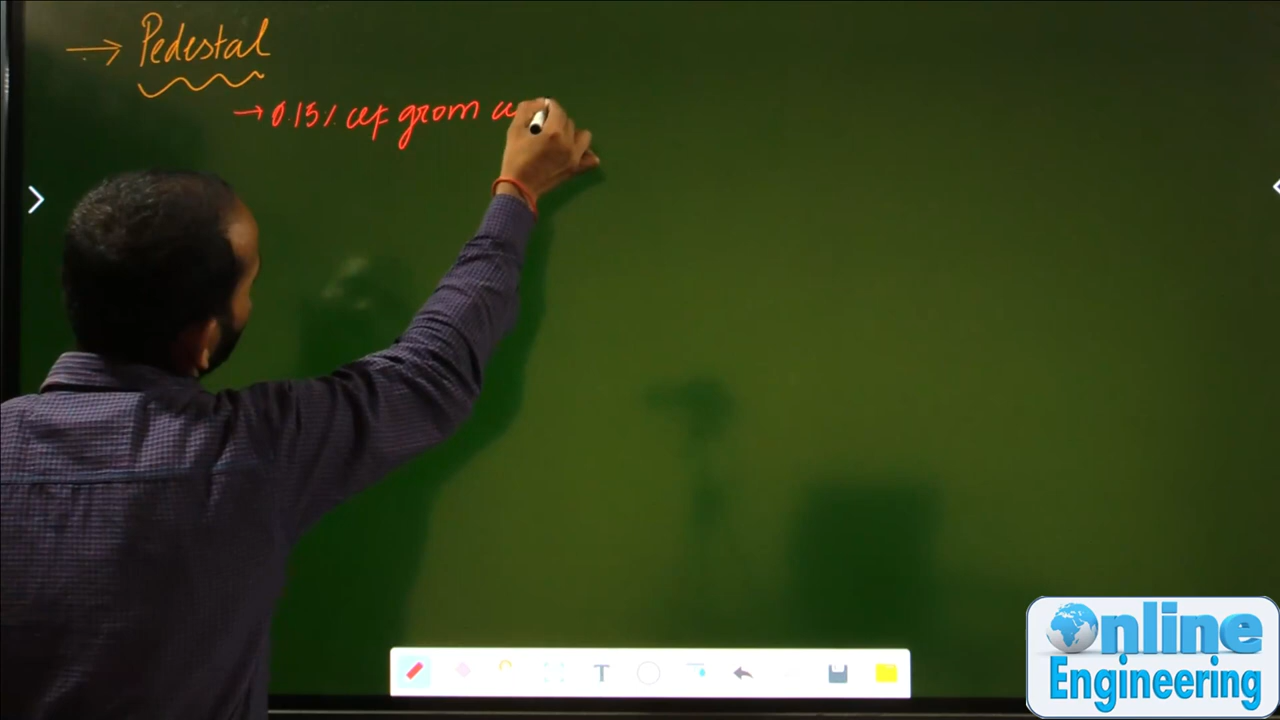 → Pedestal
→ 0.15% of gross
T
Online
Engineering